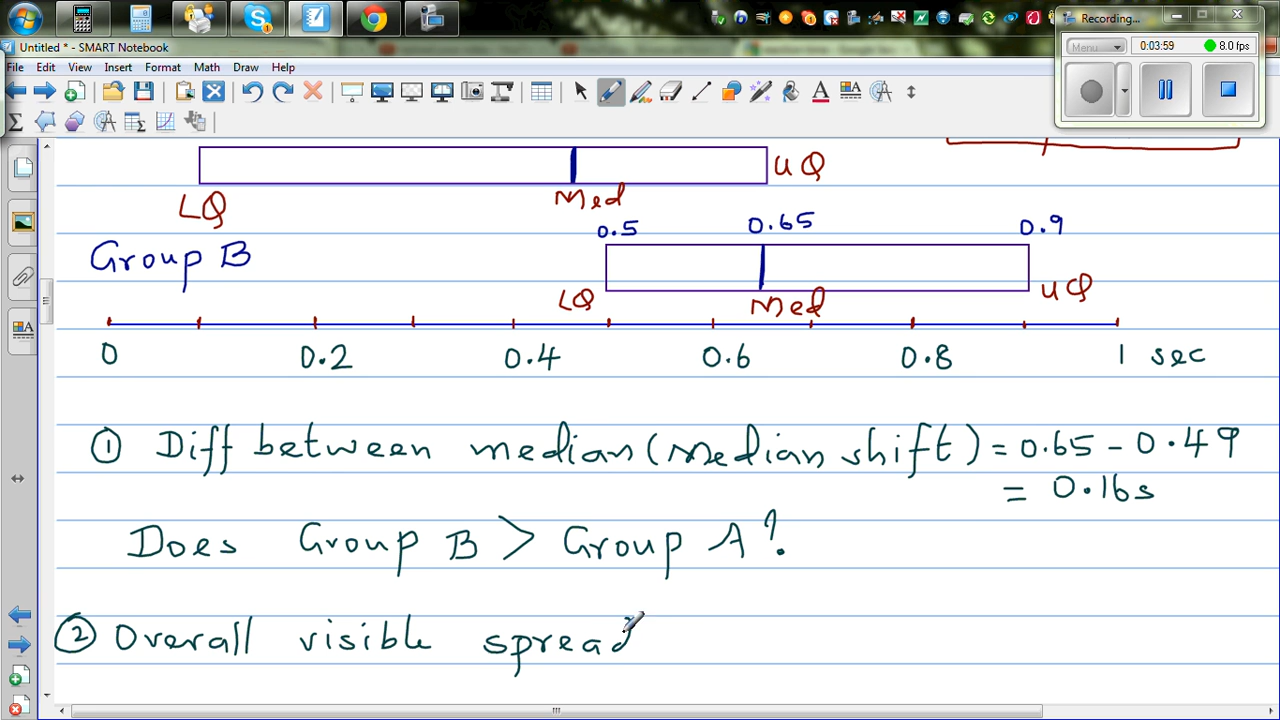 Untitled * - SMART Notebook
File Edit View Insert Format Math Draw Help
Recording...
Menu
0:03:59
8.0 fps
UQ
LQ
Med
0.5 0.65 0.9
Group B
LQ Med UQ
0 0.2 0.4 0.6 0.8 1 sec
① Diff between median (Median shift) = 0.65 - 0.49
= 0.16s
Does Group B > Group A?
② Overall visible spread